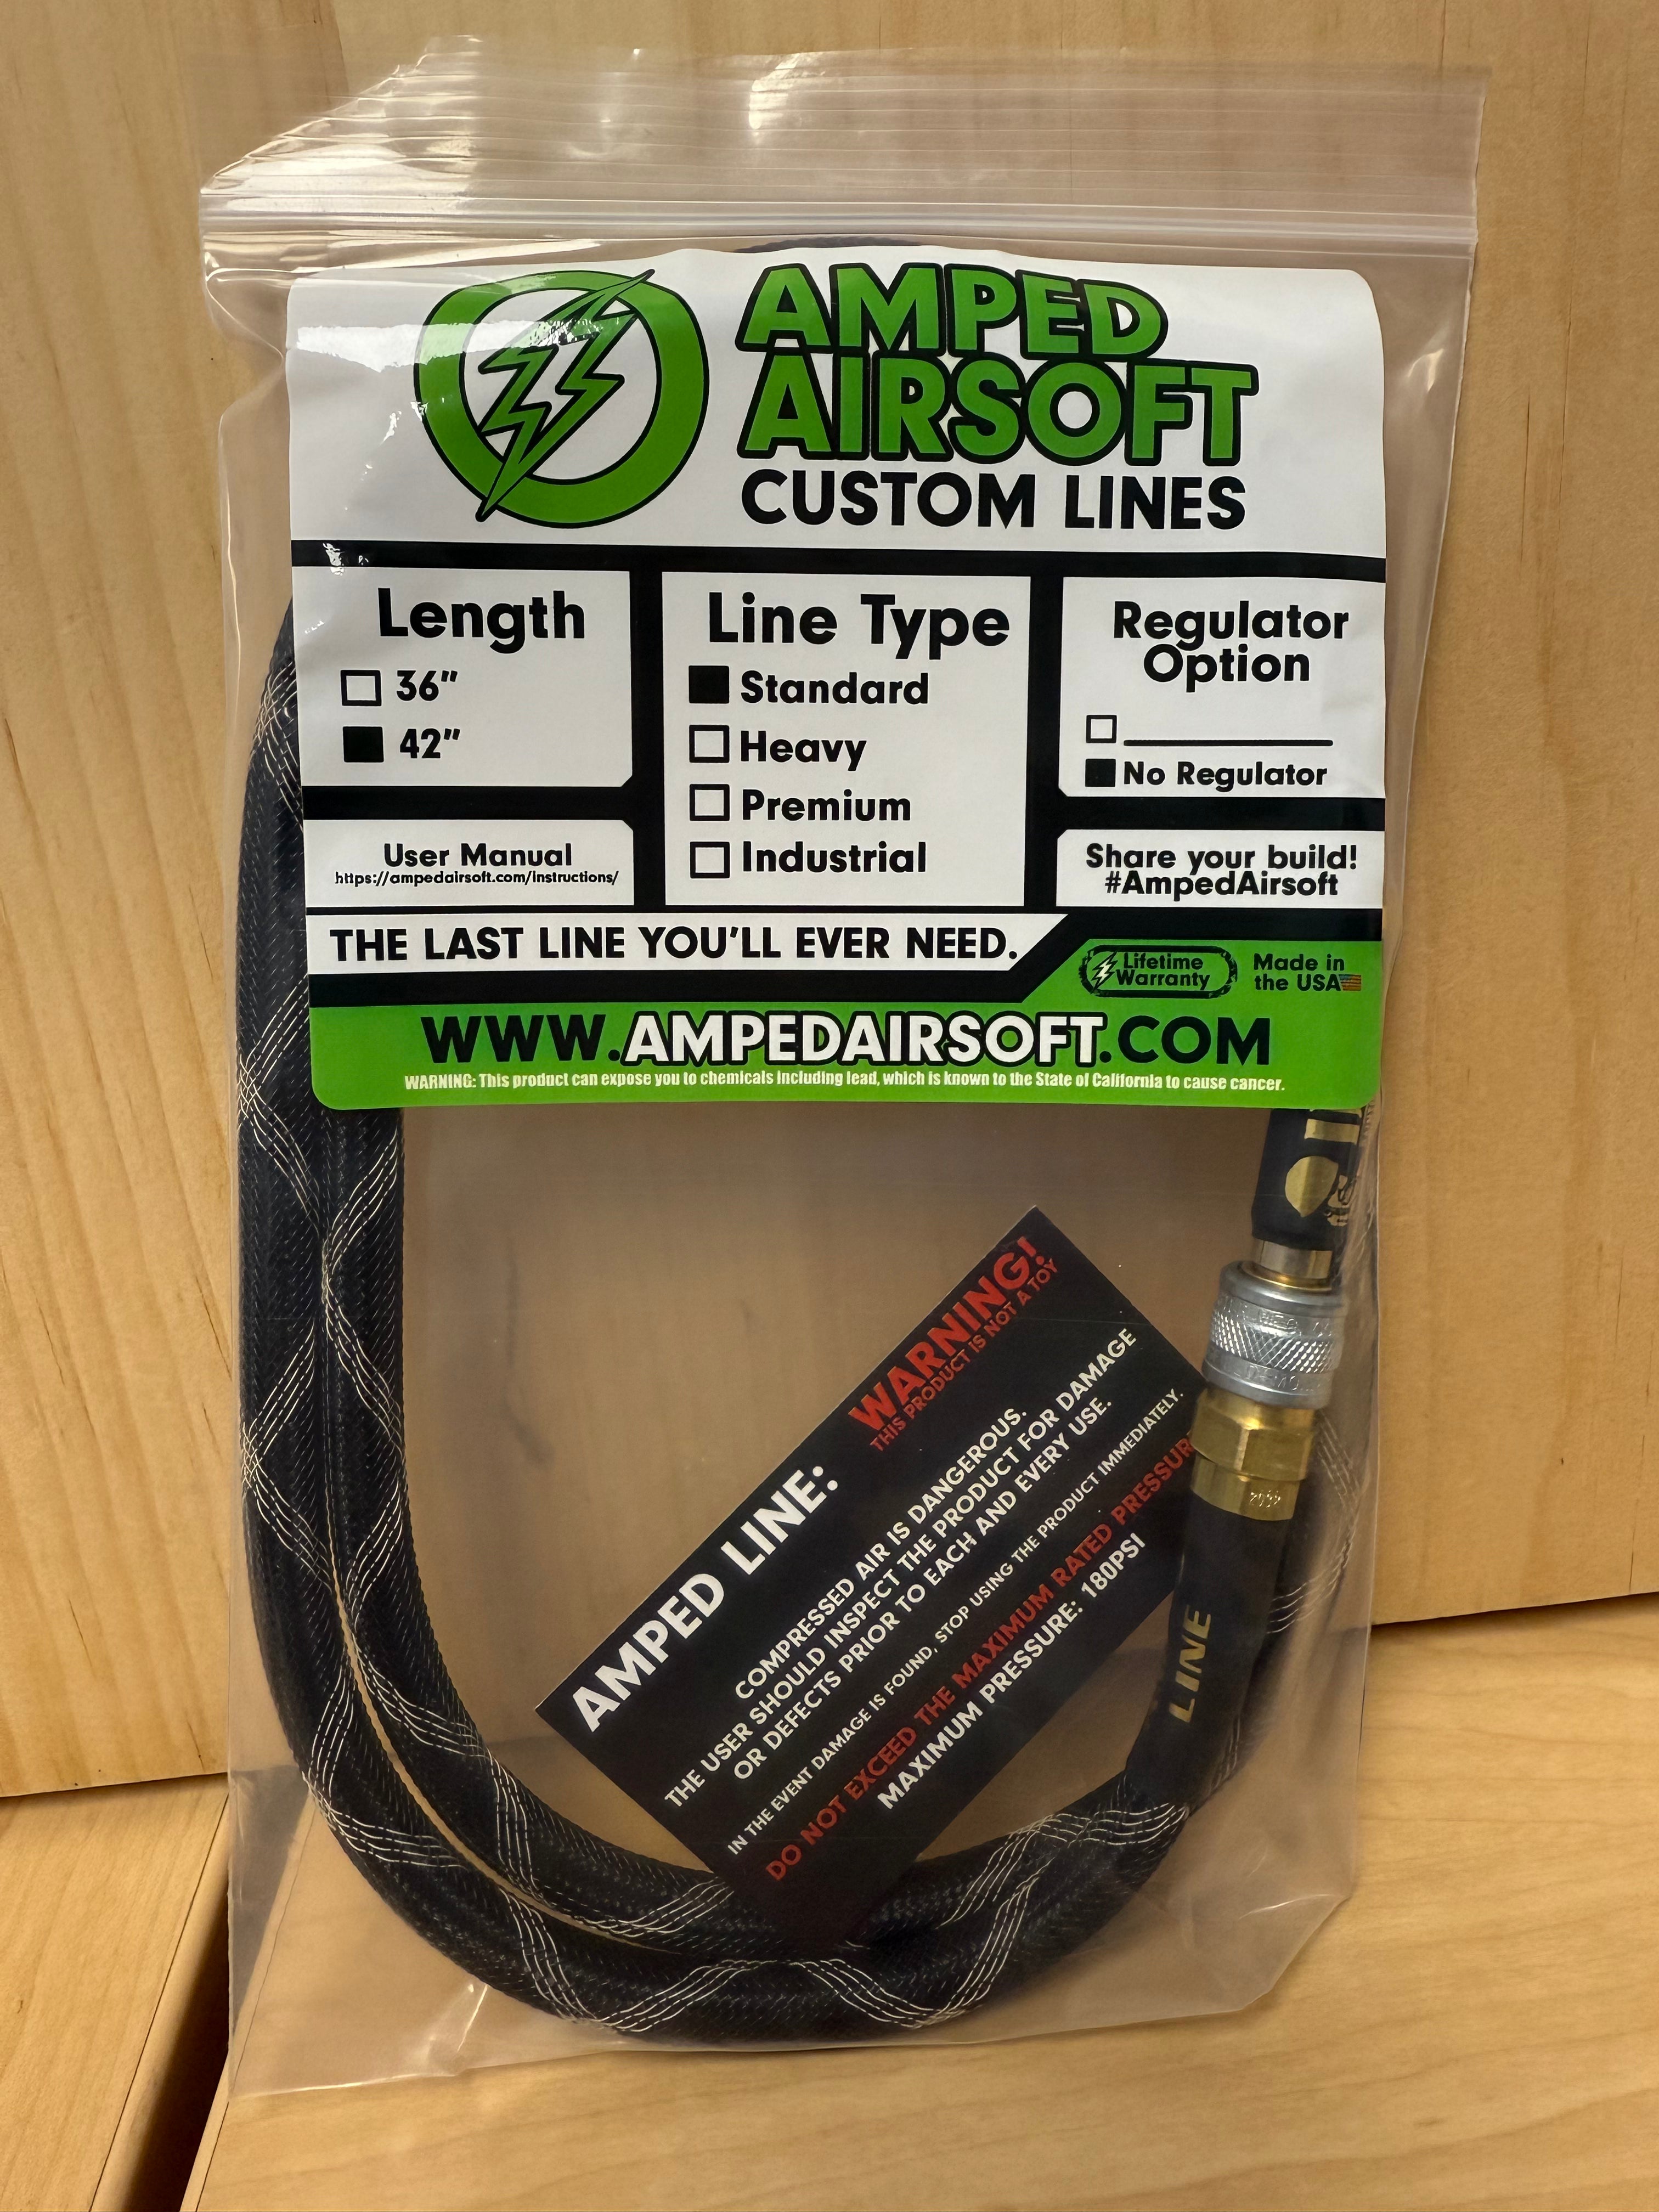 AMPED
AIRSOFT
CUSTOM LINES
Length
36"
42"
Line Type
Standard
Heavy
Premium
Industrial
Regulator
Option
No Regulator
User Manual
https://ampedairsoft.com/instructions/
Share your build!
#AmpedAirsoft
THE LAST LINE YOU'LL EVER NEED.
Lifetime
Warranty
Made in
the USA
WWW.AMPEDAIRSOFT.COM
WARNING: This product can expose you to chemicals including lead, which is known to the State of California to cause cancer.
WARNING!
THIS PRODUCT IS NOT A TOY
AMPED LINE:
COMPRESSED AIR IS DANGEROUS.
THE USER SHOULD INSPECT THE PRODUCT FOR DAMAGE
OR DEFECTS PRIOR TO EACH AND EVERY USE.
IN THE EVENT DAMAGE IS FOUND, STOP USING THE PRODUCT IMMEDIATELY.
DO NOT EXCEED THE MAXIMUM RATED PRESSURE
MAXIMUM PRESSURE: 180PSI
LINE